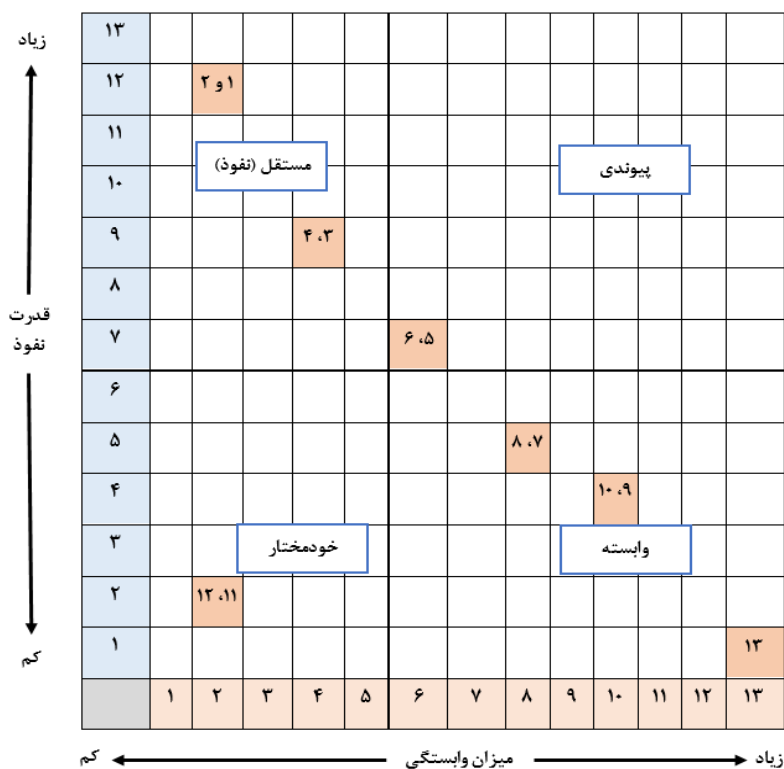 زیاد
۱۳
۱۲
۱ و ۲
۱۱
مستقل (نفوذ)
پیوندی
۱۰
۹
۳، ۴
۸
قدرت
نفوذ
۷
۵، ۶
۶
۵
۷، ۸
۴
۹، ۱۰
۳
خودمختار
وابسته
۲
۱۱، ۱۲
کم
۱
۱۳
۱ ۲ ۳ ۴ ۵ ۶ ۷ ۸ ۹ ۱۰ ۱۱ ۱۲ ۱۳
زیاد میزان وابستگی کم